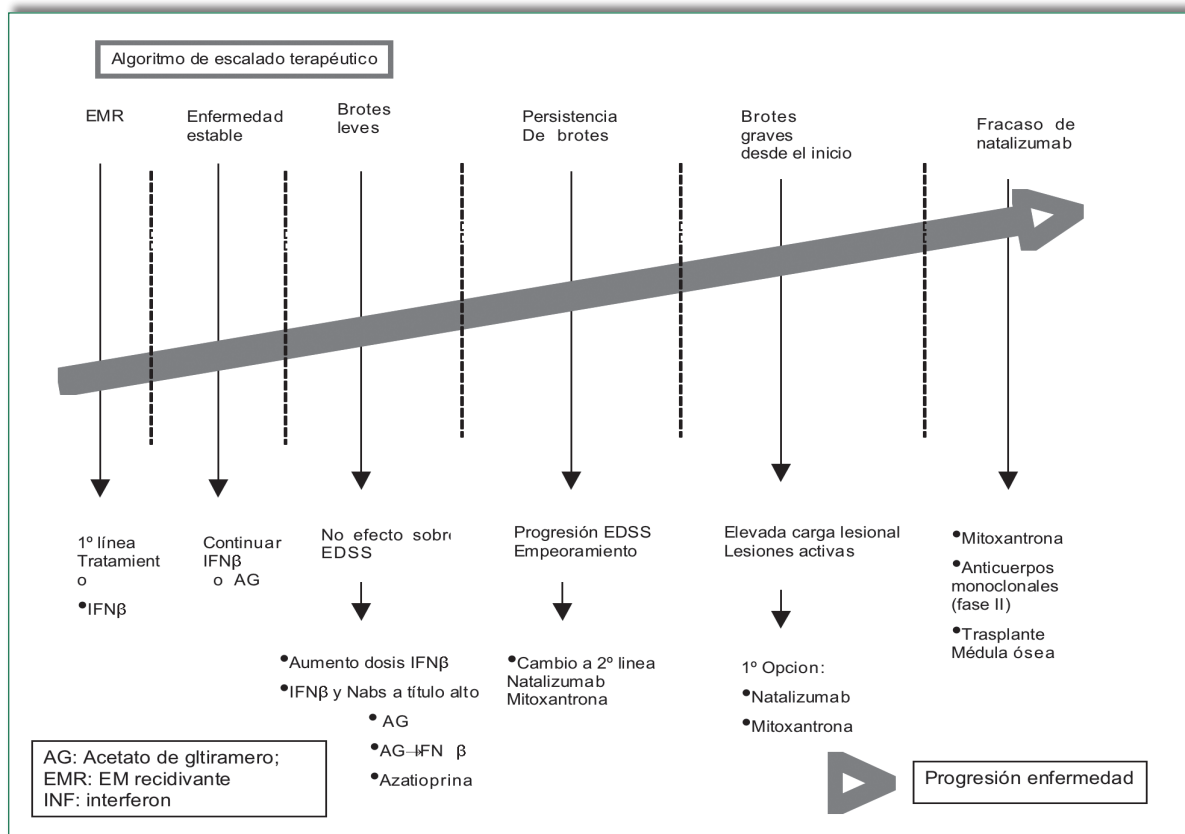 Algoritmo de escalado terapéutico
EMR
Enfermedad
estable
Brotes
leves
Persistencia
De brotes
Brotes
graves
desde el inicio
Fracaso de
natalizumab
1º línea
Tratamient
o
•IFNβ
Continuar
IFNβ
o AG
No efecto sobre
EDSS
•Aumento dosis IFNβ
•IFNβ y Nabs a título alto
• AG
•AG→IFN β
•Azatioprina
Progresión EDSS
Empeoramiento
•Cambio a 2º linea
Natalizumab
Mitoxantrona
Elevada carga lesional
Lesiones activas
1º Opcion:
•Natalizumab
•Mitoxantrona
•Mitoxantrona
•Anticuerpos
monoclonales
(fase II)
•Trasplante
Médula ósea
AG: Acetato de gltiramero;
EMR: EM recidivante
INF: interferon
Progresión enfermedad